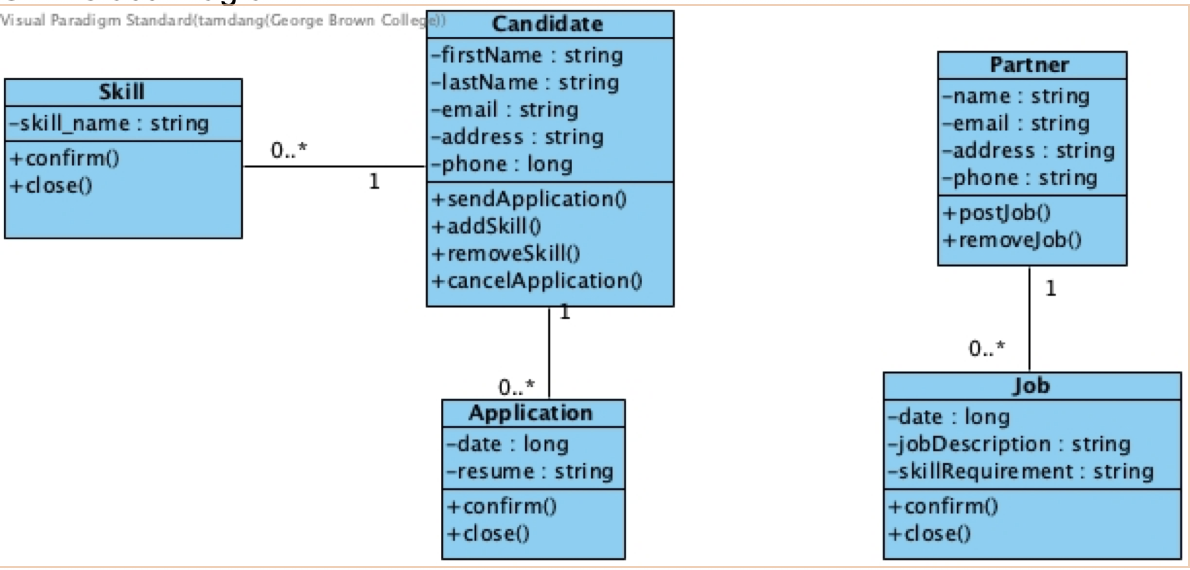 Visual Paradigm Standard(tamdang(George Brown College))
Candidate
-firstName : string
-lastName : string
-email : string
-address : string
-phone : long
+sendApplication()
+addSkill()
+removeSkill()
+cancelApplication()
Skill
-skill_name : string
+confirm()
+close()
0..*
1
1
0..*
Application
-date : long
-resume : string
+confirm()
+close()
Partner
-name : string
-email : string
-address : string
-phone : string
+postJob()
+removeJob()
1
0..*
Job
-date : long
-jobDescription : string
-skillRequirement : string
+confirm()
+close()